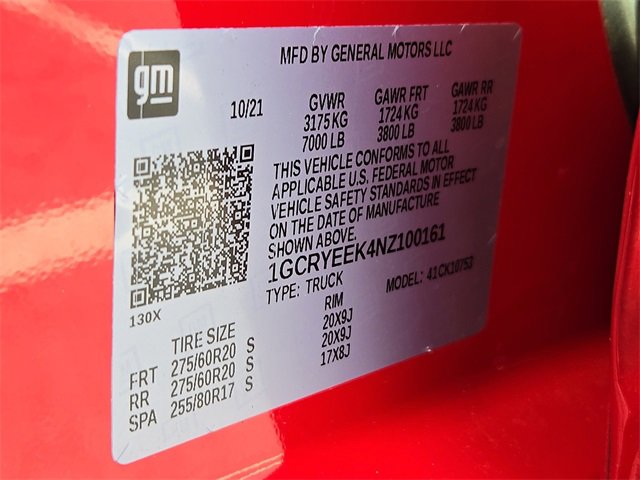 gm
MFD BY GENERAL MOTORS LLC
10/21 GVWR GAWR FRT GAWR RR
3175 KG 1724 KG 1724 KG
7000 LB 3800 LB 3800 LB
THIS VEHICLE CONFORMS TO ALL
APPLICABLE U.S. FEDERAL MOTOR
VEHICLE SAFETY STANDARDS IN EFFECT
ON THE DATE OF MANUFACTURE
SHOWN ABOVE.
1GCRYEEK4NZ100161
TYPE: TRUCK MODEL: 41CK10753
130X
TIRE SIZE RIM
FRT 275/60R20 S 20X9J
RR 275/60R20 S 20X9J
SPA 255/80R17 S 17X8J